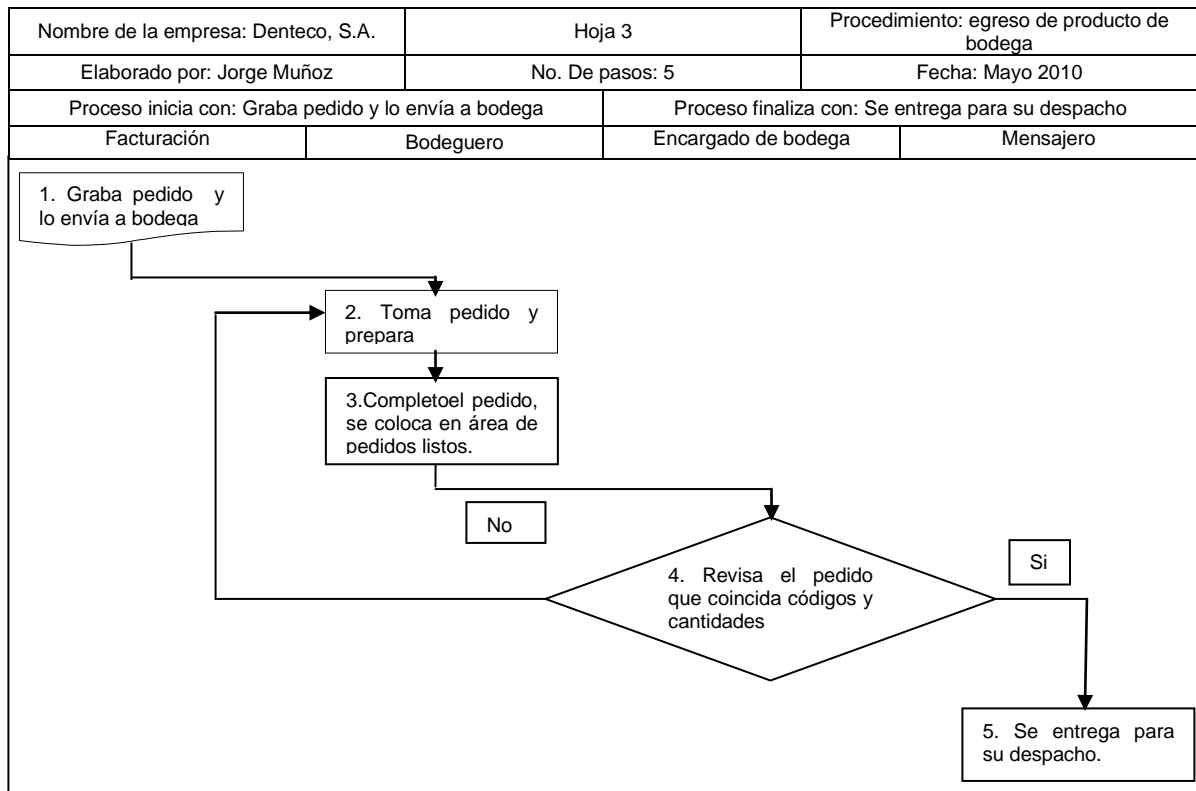 Nombre de la empresa: Denteco, S.A.
Hoja 3
Procedimiento: egreso de producto de
bodega
Elaborado por: Jorge Muñoz
No. De pasos: 5
Fecha: Mayo 2010
Proceso inicia con: Graba pedido y lo envía a bodega
Proceso finaliza con: Se entrega para su despacho
Facturación
Bodeguero
Encargado de bodega
Mensajero
1. Graba pedido y
lo envía a bodega
2. Toma pedido y
prepara
3.Completoel pedido,
se coloca en área de
pedidos listos.
No
Si
4. Revisa el pedido
que coincida códigos y
cantidades
5. Se entrega para
su despacho.